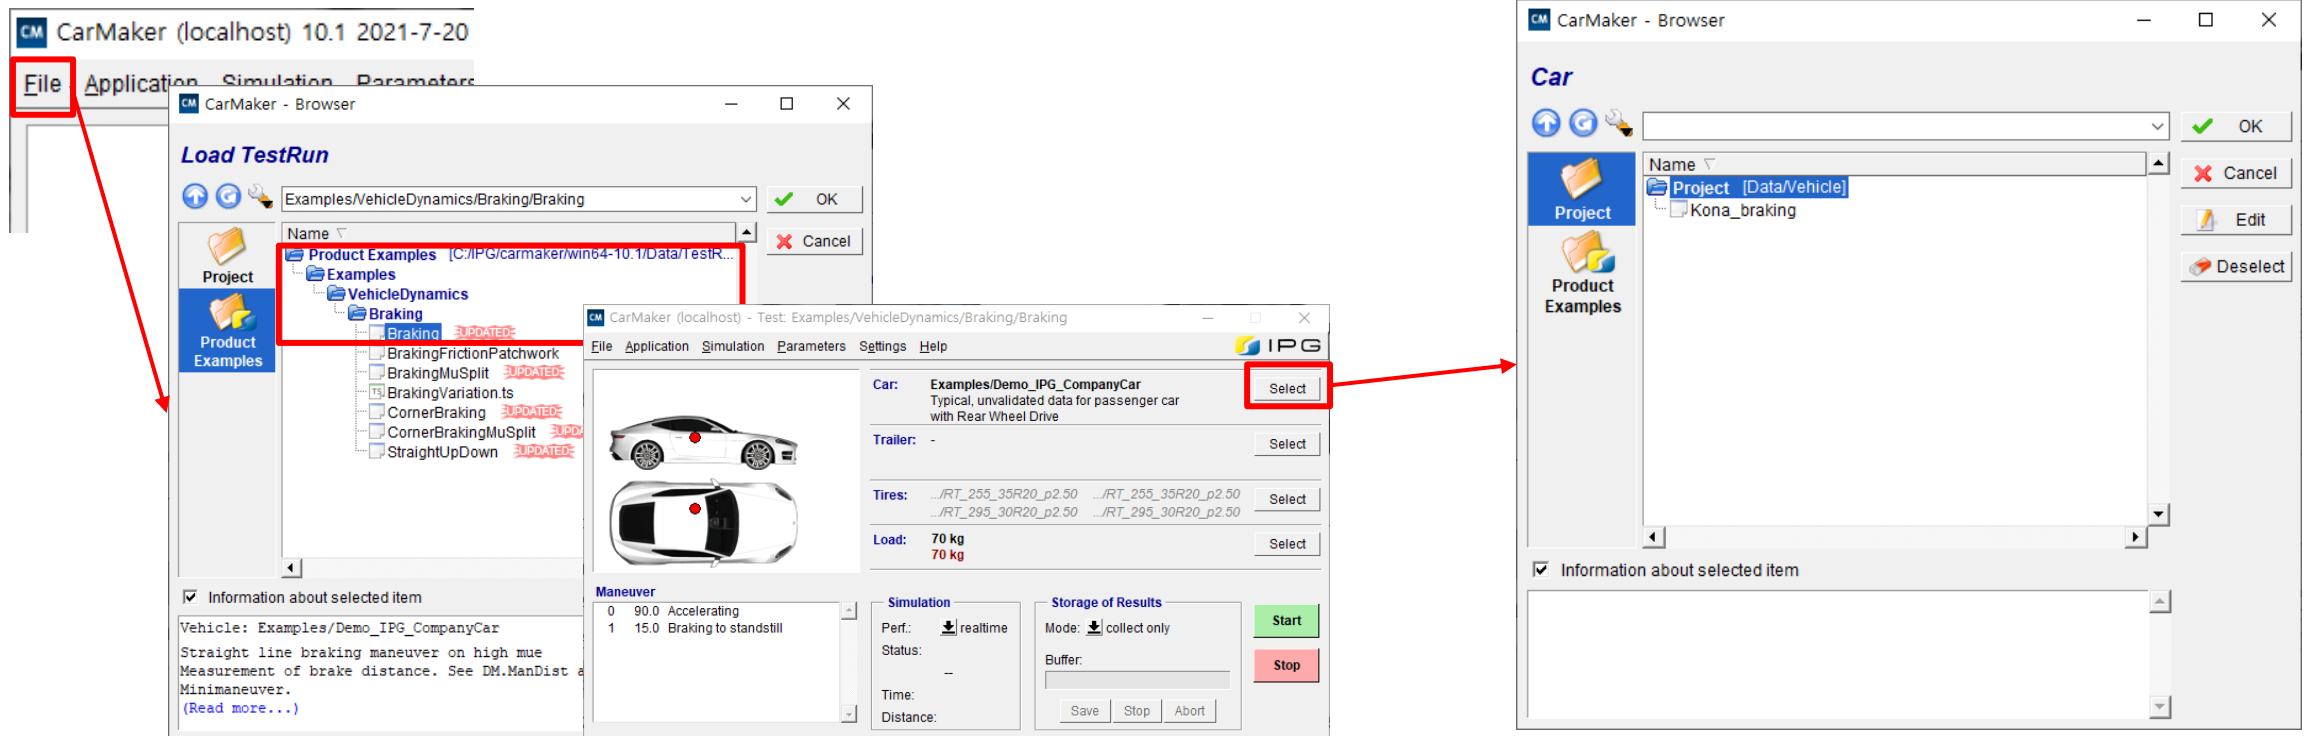 CarMaker (localhost) 10.1 2021-7-20
File Application Simulation Parameters
CarMaker - Browser
Load TestRun
Examples/VehicleDynamics/Braking/Braking
OK
Cancel
Project
Product
Examples
Name
Product Examples [C:/IPG/carmaker/win64-10.1/Data/TestR...
Examples
VehicleDynamics
Braking
Braking UPDATED
BrakingFrictionPatchwork
BrakingMuSplit UPDATED
BrakingVariation.ts
CornerBraking UPDATED
CornerBrakingMuSplit
StraightUpDown UPDATED
Information about selected item
Vehicle: Examples/Demo_IPG_CompanyCar
Straight line braking maneuver on high mue
Measurement of brake distance. See DM.ManDist a
Minimaneuver.
(Read more...)
CarMaker (localhost) - Test: Examples/VehicleDynamics/Braking/Braking
File Application Simulation Parameters Settings Help
IPG
Car: Examples/Demo_IPG_CompanyCar Select
Typical, unvalidated data for passenger car
with Rear Wheel Drive
Trailer: - Select
Tires: .../RT_255_35R20_p2.50 .../RT_255_35R20_p2.50 Select
.../RT_295_30R20_p2.50 .../RT_295_30R20_p2.50
Load: 70 kg Select
70 kg
Maneuver
0 90.0 Accelerating
1 15.0 Braking to standstill
Simulation
Perf.: realtime
Status:
--
Time:
Distance:
Storage of Results
Mode: collect only
Buffer:
Save Stop Abort
Start
Stop
CarMaker - Browser
Car
OK
Cancel
Edit
Deselect
Project
Product
Examples
Name
Project [Data/Vehicle]
Kona_braking
Information about selected item